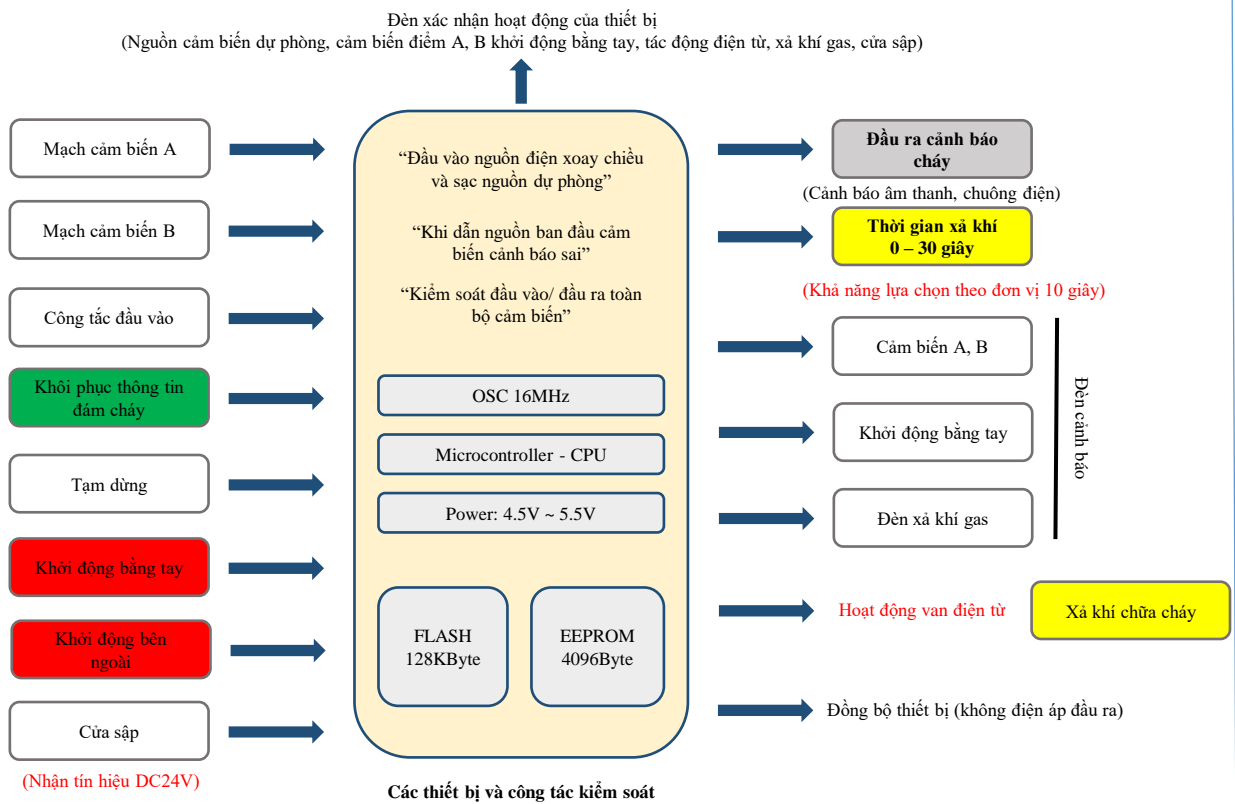 Đèn xác nhận hoạt động của thiết bị
(Nguồn cảm biến dự phòng, cảm biến điểm A, B khởi động bằng tay, tác động điện từ, xả khí gas, cửa sập)
Mạch cảm biến A
Mạch cảm biến B
Công tắc đầu vào
Khôi phục thông tin
đám cháy
Tạm dừng
Khởi động bằng tay
Khởi động bên
ngoài
Cửa sập
(Nhận tín hiệu DC24V)
“Đầu vào nguồn điện xoay chiều
và sạc nguồn dự phòng”
“Khi dẫn nguồn ban đầu cảm
biến cảnh báo sai”
“Kiểm soát đầu vào/ đầu ra toàn
bộ cảm biến”
OSC 16MHz
Microcontroller - CPU
Power: 4.5V ~ 5.5V
FLASH
128KByte
EEPROM
4096Byte
Các thiết bị và công tác kiểm soát
Đầu ra cảnh báo
cháy
(Cảnh báo âm thanh, chuông điện)
Thời gian xả khí
0 – 30 giây
(Khả năng lựa chọn theo đơn vị 10 giây)
Cảm biến A, B
Khởi động bằng tay
Đèn xả khí gas
Đèn cảnh báo
Hoạt động van điện từ
Xả khí chữa cháy
Đồng bộ thiết bị (không điện áp đầu ra)